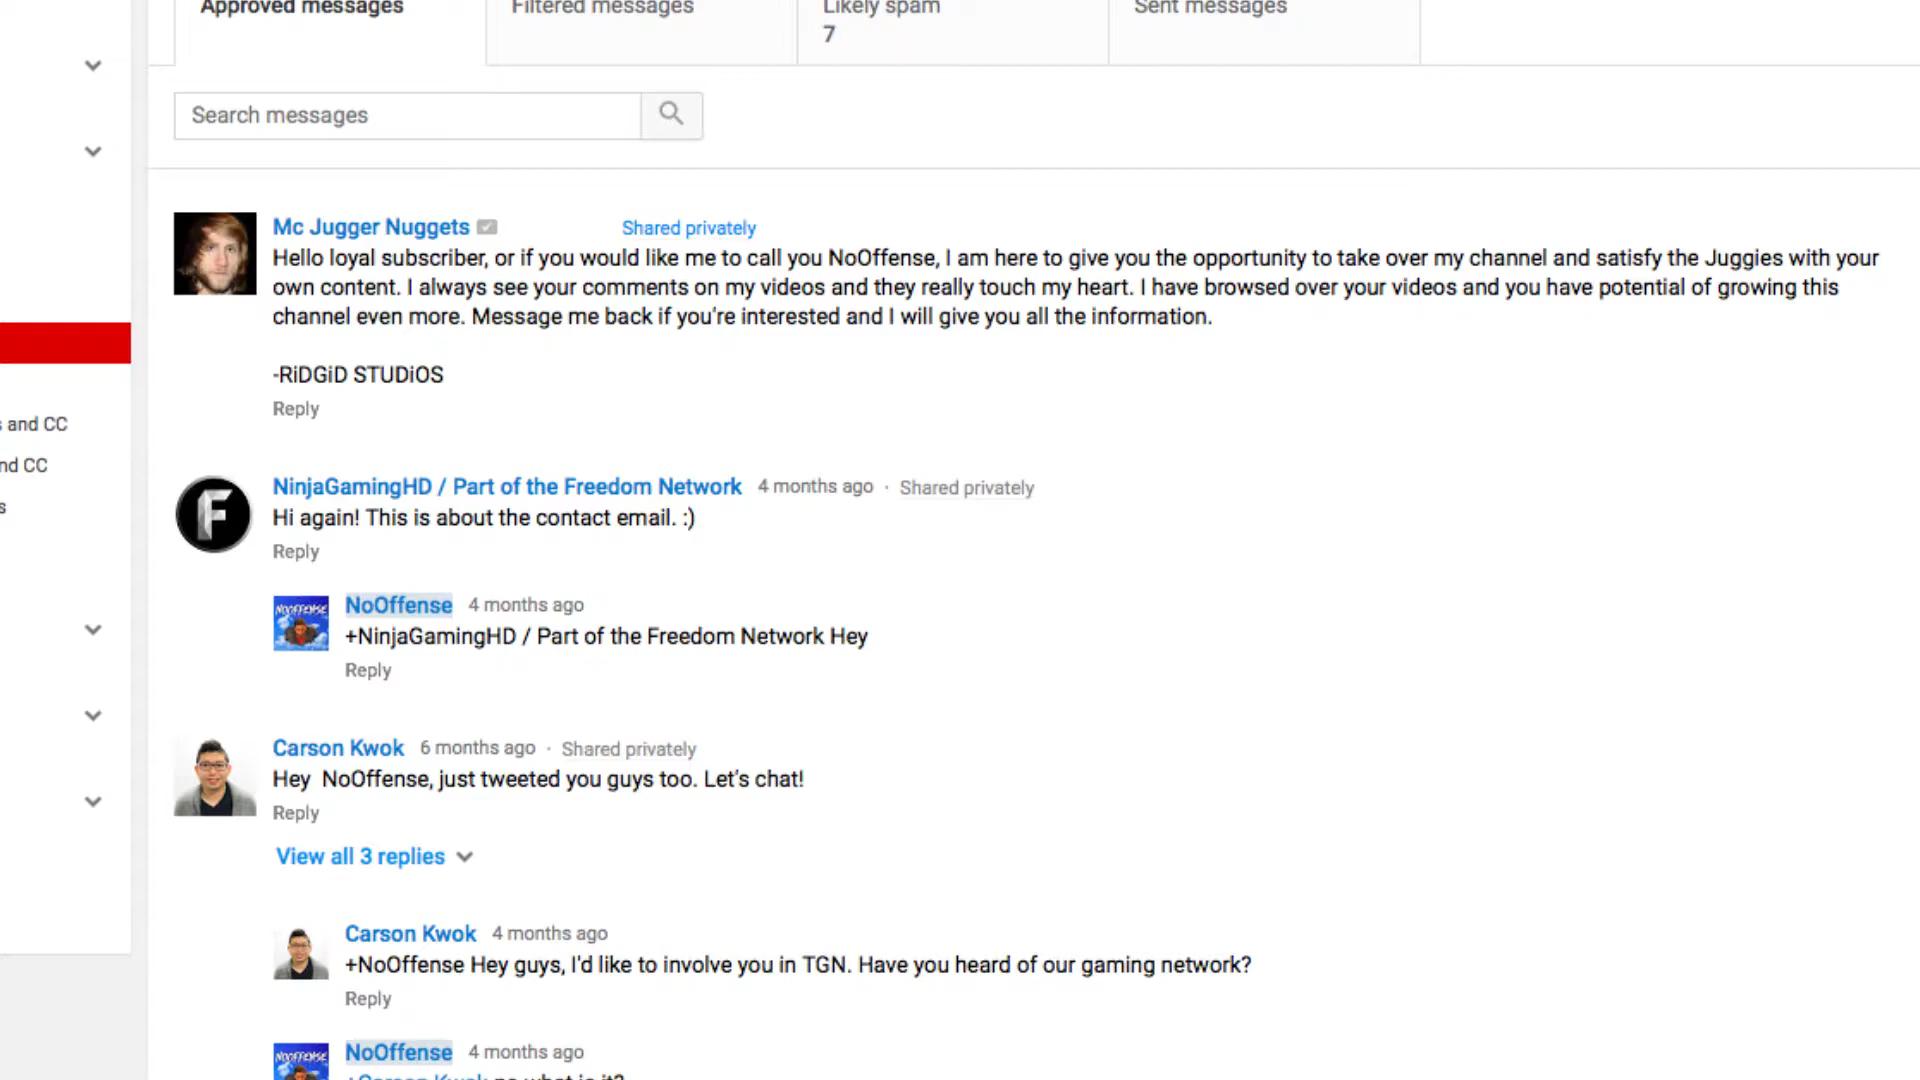 Approved messages
Filtered messages
Likely spam
Sent messages
7
Search messages
Mc Jugger Nuggets Shared privately
Hello loyal subscriber, or if you would like me to call you NoOffense, I am here to give you the opportunity to take over my channel and satisfy the Juggies with your
own content. I always see your comments on my videos and they really touch my heart. I have browsed over your videos and you have potential of growing this
channel even more. Message me back if you're interested and I will give you all the information.
-RiDGiD STUDiOS
Reply
s and CC
nd CC
s
NinjaGamingHD / Part of the Freedom Network 4 months ago · Shared privately
Hi again! This is about the contact email. :)
Reply
NOOFFENSE
NoOffense 4 months ago
+NinjaGamingHD / Part of the Freedom Network Hey
Reply
Carson Kwok 6 months ago · Shared privately
Hey  NoOffense, just tweeted you guys too. Let's chat!
Reply
View all 3 replies
Carson Kwok 4 months ago
+NoOffense Hey guys, I'd like to involve you in TGN. Have you heard of our gaming network?
Reply
NOOFFENSE
NoOffense 4 months ago
+Carson Kwok no what is it?